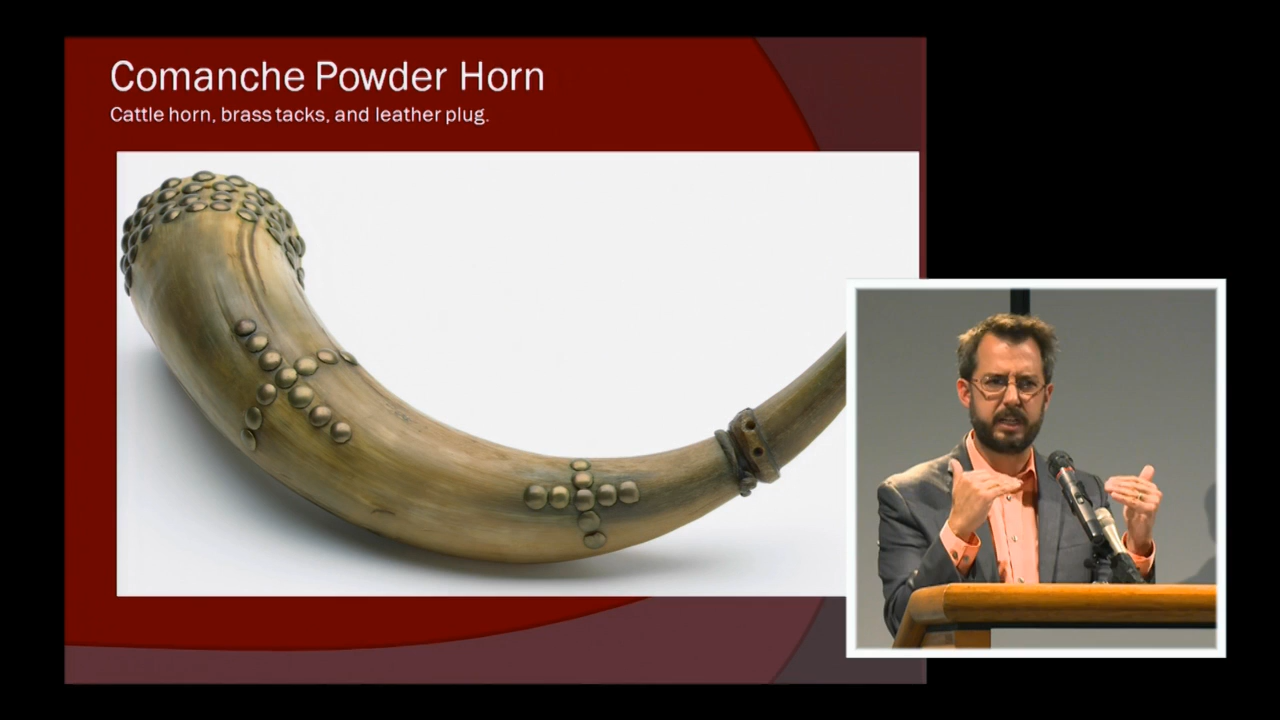 Comanche Powder Horn
Cattle horn, brass tacks, and leather plug.